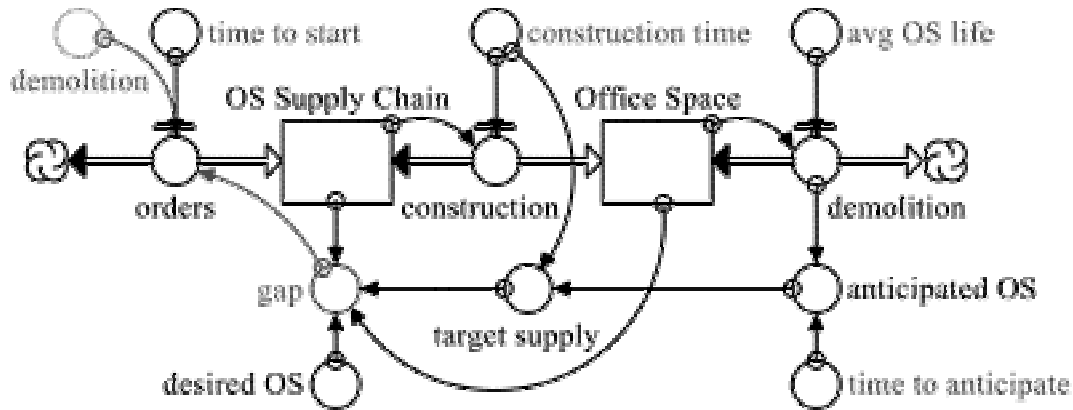 time to start
construction time
avg OS life
demolition
OS Supply Chain
Office Space
orders
construction
demolition
gap
anticipated OS
target supply
desired OS
time to anticipate